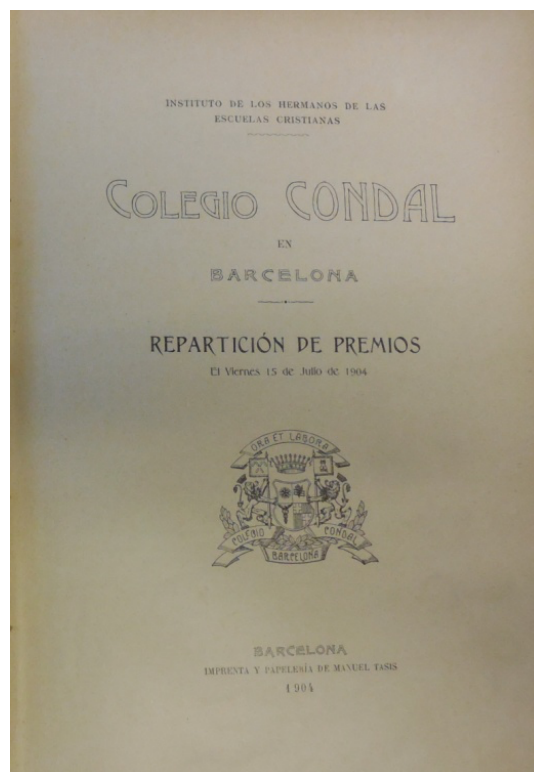 INSTITUTO DE LOS HERMANOS DE LAS
ESCUELAS CRISTIANAS
COLEGIO CONDAL
EN
BARCELONA
REPARTICIÓN DE PREMIOS
El Viernes 15 de Julio de 1904
ORA ET LABORA
COLEGIO CONDAL
BARCELONA
BARCELONA
IMPRENTA Y PAPELERÍA DE MANUEL TASIS
1904